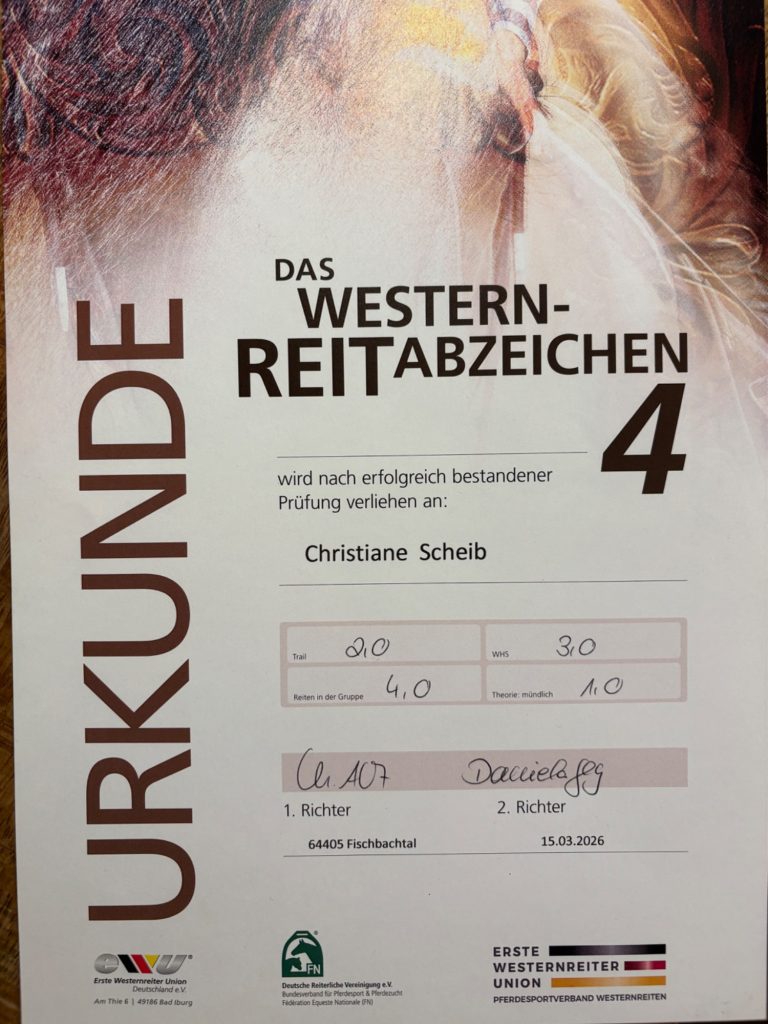 URKUNDE
DAS
WESTERN-
REITABZEICHEN
4
wird nach erfolgreich bestandener
Prüfung verliehen an:
Christiane Scheib
Trail 2,0 WHS 3,0
Reiten in der Gruppe 4,0 Theorie: mündlich 1,0
1. Richter 2. Richter
64405 Fischbachtal 15.03.2026
ewu®
Erste Westernreiter Union
Deutschland e.V.
Am Thie 6 | 49186 Bad Iburg
FN
Deutsche Reiterliche Vereinigung e.V.
Bundesverband für Pferdesport & Pferdezucht
Fédération Equestre Nationale (FN)
ERSTE
WESTERNREITER
UNION
PFERDESPORTVERBAND WESTERNREITEN